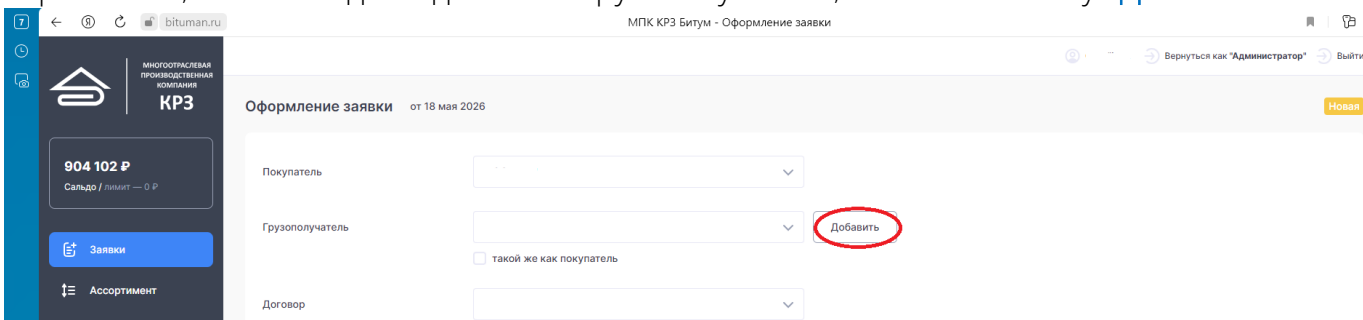 7
bituman.ru
МПК КРЗ Битум - Оформление заявки
МНОГООТРАСЛЕВАЯ
ПРОИЗВОДСТВЕННАЯ
КОМПАНИЯ
КРЗ
Вернуться как "Администратор"
Выйти
Оформление заявки от 18 мая 2026
Новая
904 102 ₽
Сальдо / лимит — 0 ₽
Покупатель
Грузополучатель
Добавить
такой же как покупатель
Заявки
Ассортимент
Договор